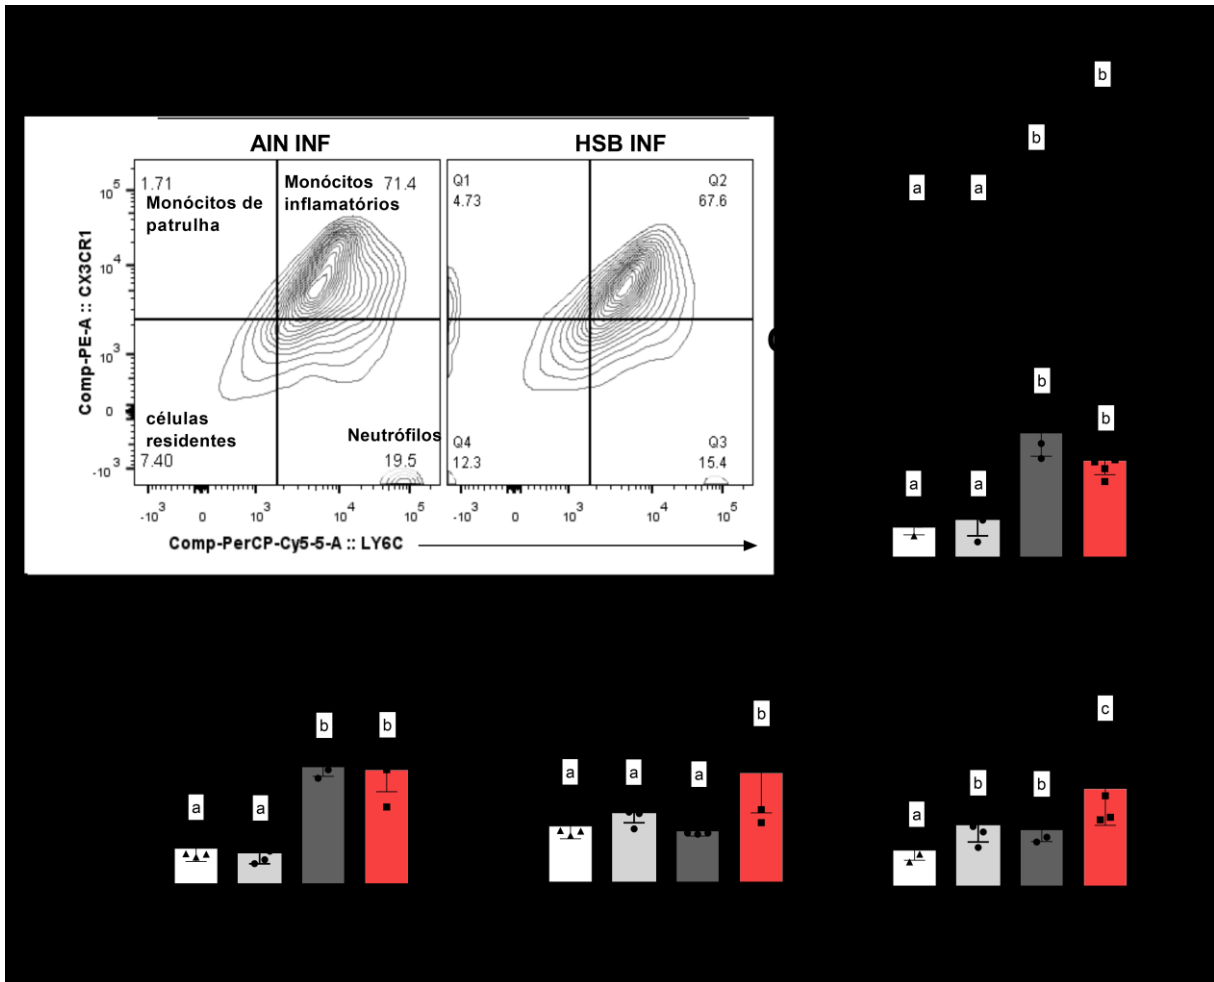 AIN INF
HSB INF
1.71
Monócitos de
patrulha
Monócitos 71.4
inflamatórios
Q1
4.73
Q2
67.6
células
residentes
7.40
Neutrófilos
19.5
Q4
12.3
Q3
15.4
10^5
10^4
10^3
0
-10^3
Comp-PE-A :: CX3CR1
-10^3 0 10^3 10^4 10^5
-10^3 0 10^3 10^4 10^5
Comp-PerCP-Cy5-5-A :: LY6C
a a b b
a a b b
a a b b
a a a b
a b b c